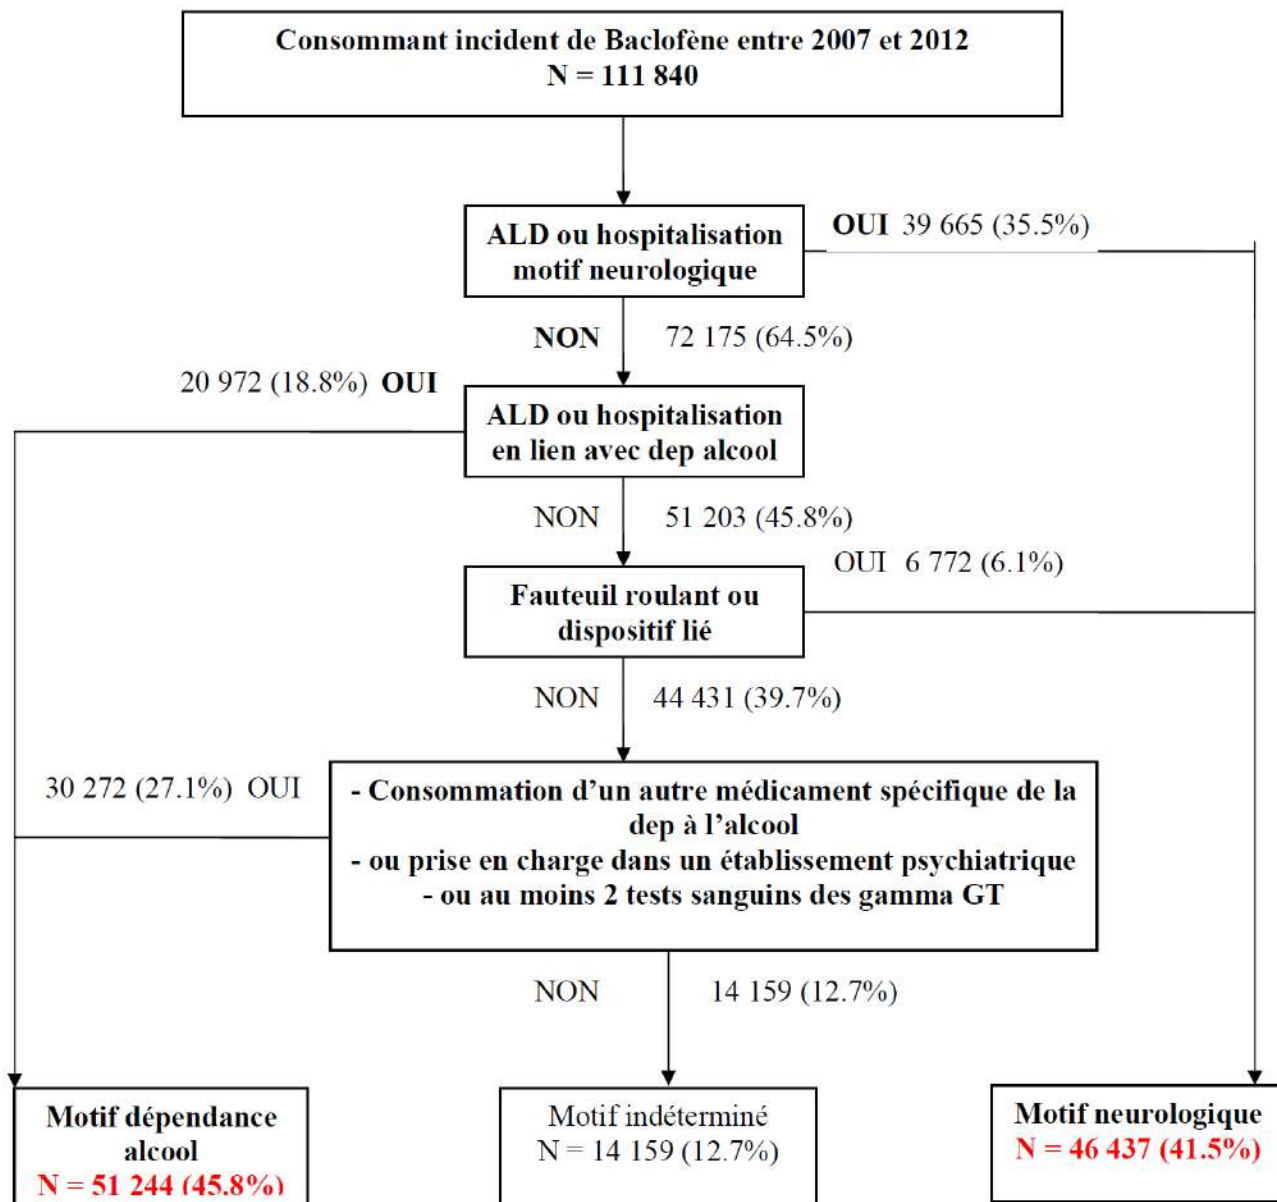 Consommant incident de Baclofène entre 2007 et 2012
N = 111 840
ALD ou hospitalisation
motif neurologique
OUI 39 665 (35.5%)
NON 72 175 (64.5%)
20 972 (18.8%) OUI
ALD ou hospitalisation
en lien avec dep alcool
NON 51 203 (45.8%)
OUI 6 772 (6.1%)
Fauteuil roulant ou
dispositif lié
NON 44 431 (39.7%)
30 272 (27.1%) OUI
- Consommation d'un autre médicament spécifique de la
dep à l'alcool
- ou prise en charge dans un établissement psychiatrique
- ou au moins 2 tests sanguins des gamma GT
NON 14 159 (12.7%)
Motif dépendance
alcool
N = 51 244 (45.8%)
Motif indéterminé
N = 14 159 (12.7%)
Motif neurologique
N = 46 437 (41.5%)